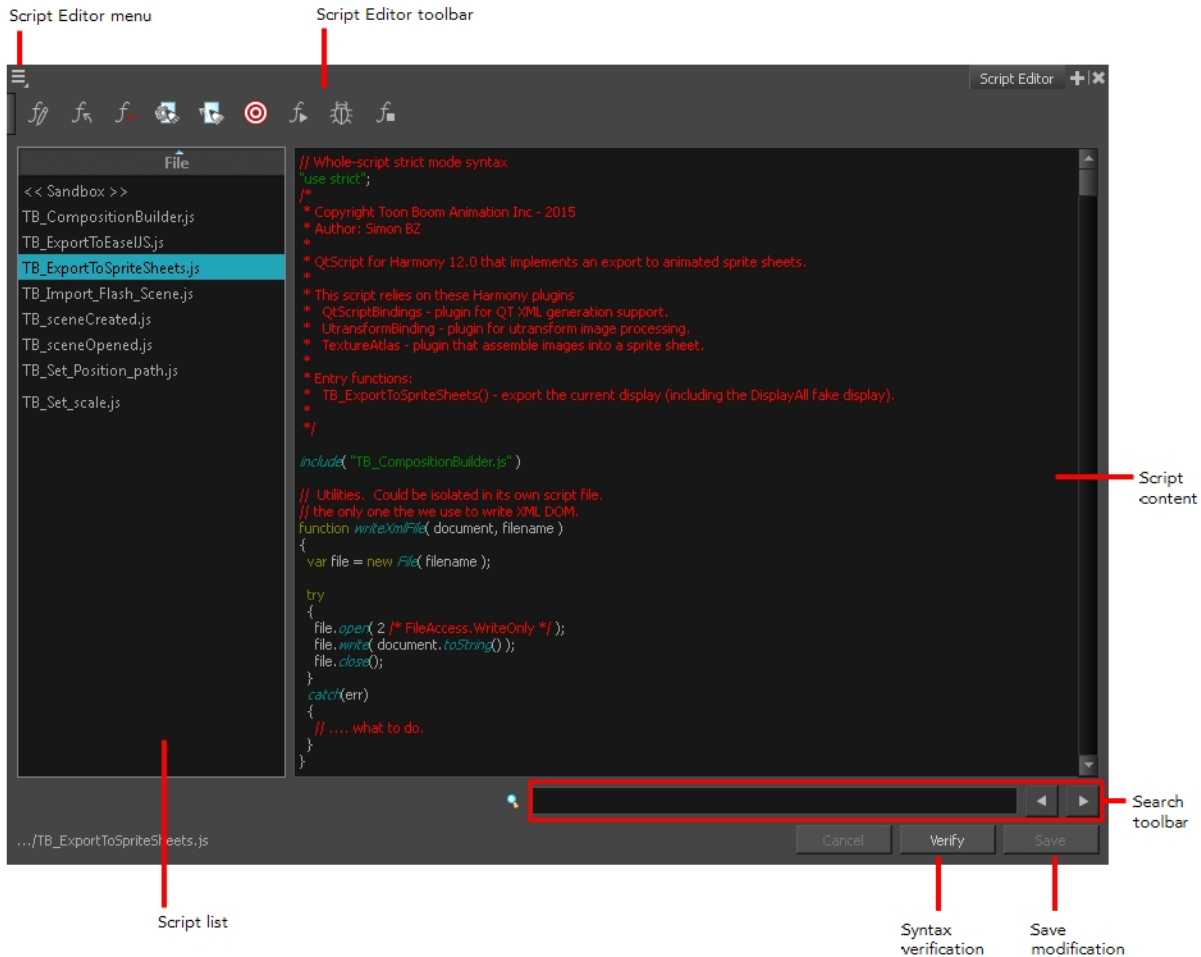 Script Editor menu
Script Editor toolbar
Script Editor
File
<< Sandbox >>
TB_CompositionBuilder.js
TB_ExportToEaselJS.js
TB_ExportToSpriteSheets.js
TB_Import_Flash_Scene.js
TB_sceneCreated.js
TB_sceneOpened.js
TB_Set_Position_path.js
TB_Set_scale.js
// Whole-script strict mode syntax
"use strict";
/*
* Copyright Toon Boom Animation Inc - 2015
* Author: Simon BZ
*
* QtScript for Harmony 12.0 that implements an export to animated sprite sheets.
*
* This script relies on these Harmony plugins
*   QtScriptBindings - plugin for QT XML generation support.
*   UtransformBinding - plugin for utransform image processing.
*   TextureAtlas - plugin that assemble images into a sprite sheet.
*
* Entry functions:
*   TB_ExportToSpriteSheets() - export the current display (including the DisplayAll fake display).
*
*/
include( "TB_CompositionBuilder.js" )
// Utilities.  Could be isolated in its own script file.
// the only one the we use to write XML DOM.
function writeXmlFile( document, filename )
{
var file = new File( filename );
try
{
file.open( 2 /* FileAccess.WriteOnly */ );
file.write( document.toString() );
file.close();
}
catch(err)
{
// .... what to do.
}
}
Script
content
Search
toolbar
.../TB_ExportToSpriteSheets.js
Cancel
Verify
Save
Script list
Syntax
verification
Save
modification